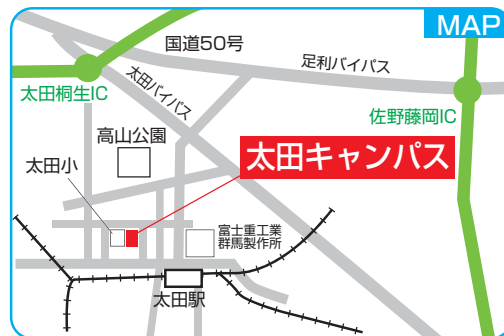 MAP
国道50号
足利バイパス
太田桐生IC
太田バイパス
佐野藤岡IC
高山公園
太田キャンパス
太田小
富士重工業
群馬製作所
太田駅